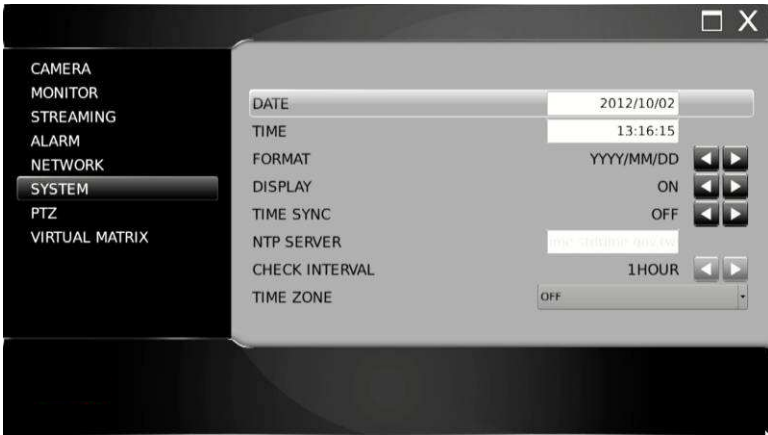 CAMERA
MONITOR
STREAMING
ALARM
NETWORK
SYSTEM
PTZ
VIRTUAL MATRIX
DATE 2012/10/02
TIME 13:16:15
FORMAT YYYY/MM/DD
DISPLAY ON
TIME SYNC OFF
NTP SERVER
CHECK INTERVAL 1HOUR
TIME ZONE OFF